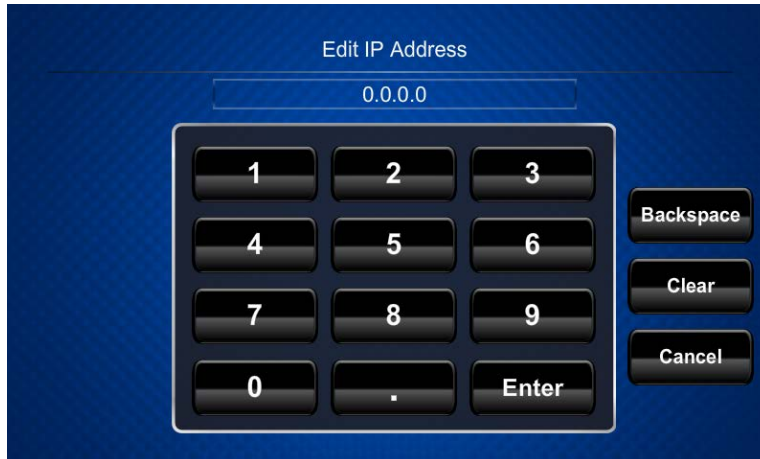 Edit IP Address
0.0.0.0
1 2 3
Backspace
4 5 6
Clear
7 8 9
Cancel
0 . Enter